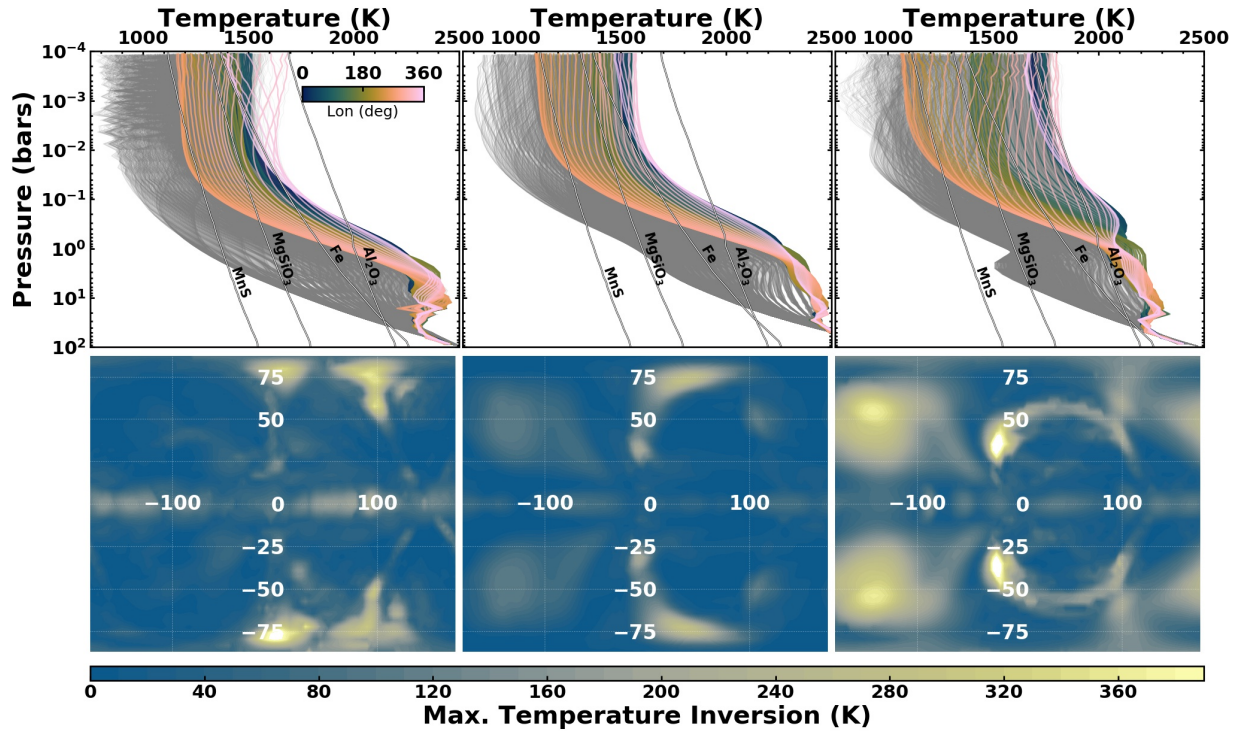 Temperature (K) Temperature (K) Temperature (K)
1000 1500 2000 2500 1000 1500 2000 2500 1000 1500 2000 2500
Pressure (bars)
10⁻⁴
10⁻³
10⁻²
10⁻¹
10⁰
10¹
10²
0 180 360
Lon (deg)
MnS MgSiO₃ Fe Al₂O₃
MnS MgSiO₃ Fe Al₂O₃
MnS MgSiO₃ Fe Al₂O₃
75 75 75
50 50 50
−100 0 100 −100 0 100 −100 0 100
−25 −25 −25
−50 −50 −50
−75 −75 −75
0 40 80 120 160 200 240 280 320 360
Max. Temperature Inversion (K)